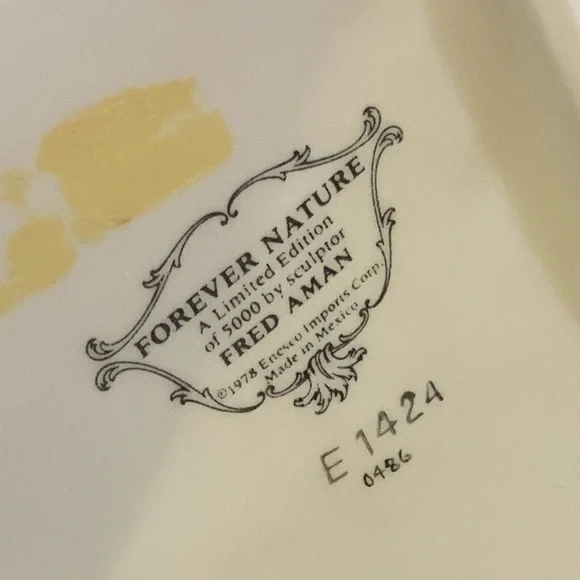 FOREVER NATURE
A Limited Edition
of 5000 by sculptor
FRED AMAN
©1978 Enesco Imports Corp.
Made in Mexico
E 1424
0486